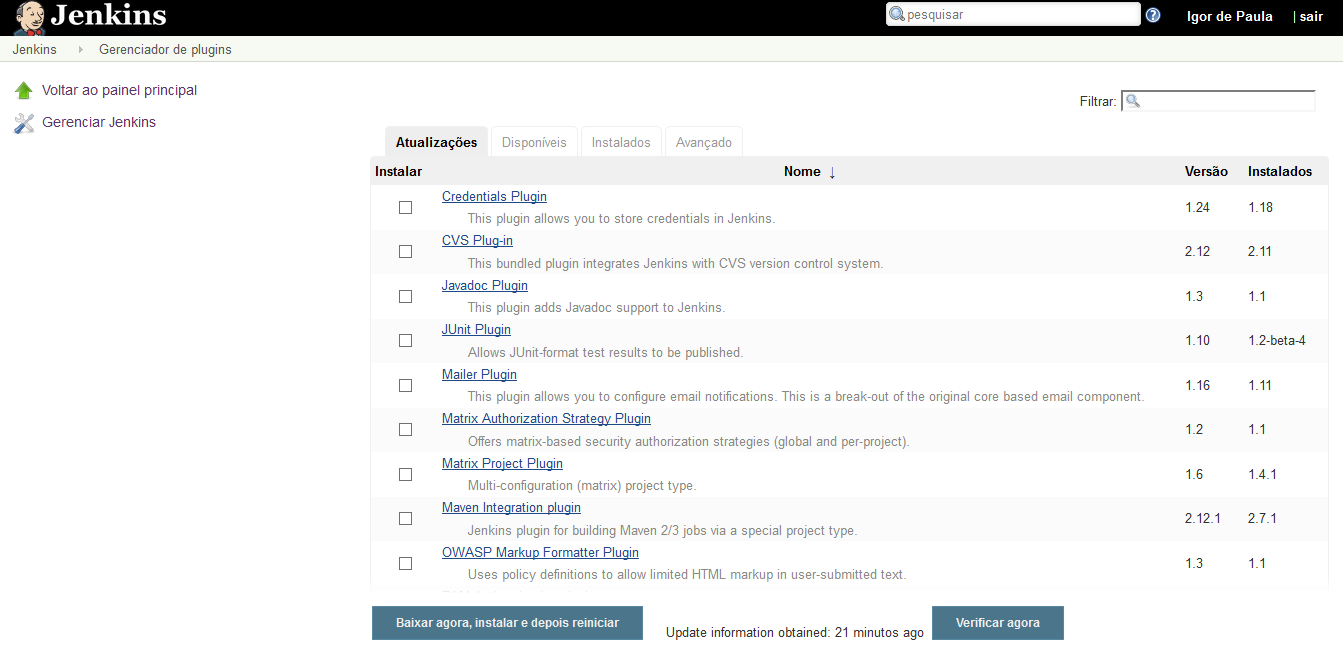 Jenkins
pesquisar
Igor de Paula
| sair
Jenkins
Gerenciador de plugins
Voltar ao painel principal
Gerenciar Jenkins
Filtrar:
Atualizações
Disponíveis
Instalados
Avançado
Instalar
Nome ↓
Versão
Instalados
Credentials Plugin
This plugin allows you to store credentials in Jenkins.
1.24
1.18
CVS Plug-in
This bundled plugin integrates Jenkins with CVS version control system.
2.12
2.11
Javadoc Plugin
This plugin adds Javadoc support to Jenkins.
1.3
1.1
JUnit Plugin
Allows JUnit-format test results to be published.
1.10
1.2-beta-4
Mailer Plugin
This plugin allows you to configure email notifications. This is a break-out of the original core based email component.
1.16
1.11
Matrix Authorization Strategy Plugin
Offers matrix-based security authorization strategies (global and per-project).
1.2
1.1
Matrix Project Plugin
Multi-configuration (matrix) project type.
1.6
1.4.1
Maven Integration plugin
Jenkins plugin for building Maven 2/3 jobs via a special project type.
2.12.1
2.7.1
OWASP Markup Formatter Plugin
Uses policy definitions to allow limited HTML markup in user-submitted text.
1.3
1.1
Baixar agora, instalar e depois reiniciar
Update information obtained: 21 minutos ago
Verificar agora